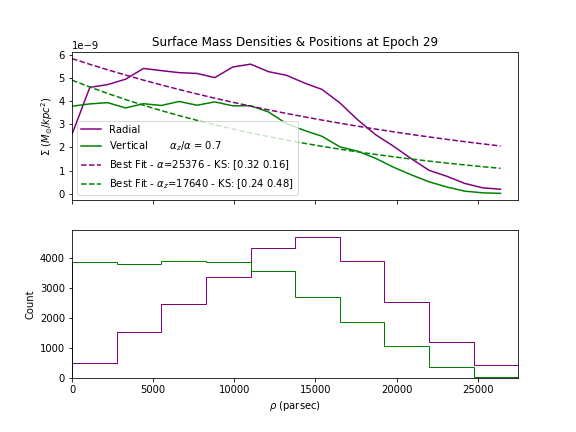 Surface Mass Densities & Positions at Epoch 29
1e−9
6
5
4
3
2
1
0
Σ (M⊙/kpc²)
Radial
Vertical α_z/α = 0.7
Best Fit - α=25376 - KS: [0.32 0.16]
Best Fit - α_z=17640 - KS: [0.24 0.48]
4000
3000
2000
1000
0
Count
0 5000 10000 15000 20000 25000
ρ (parsec)